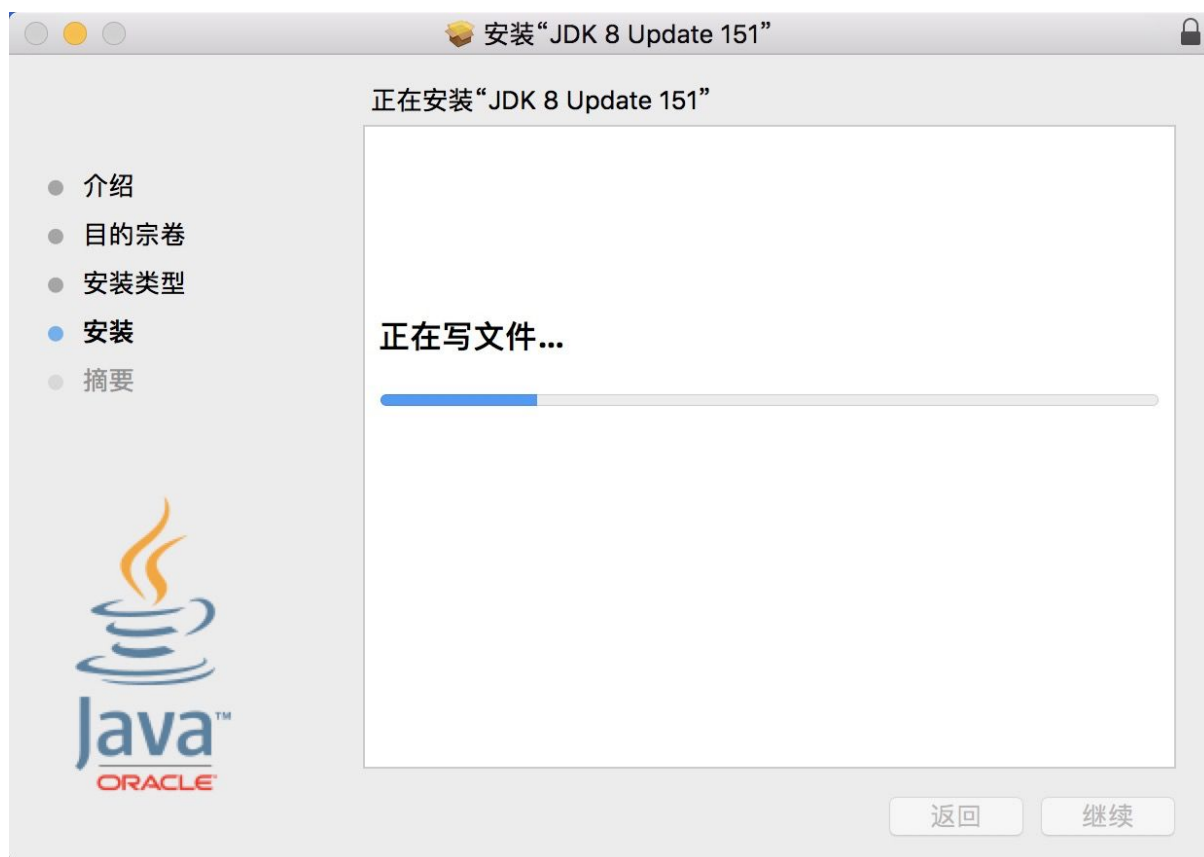 安装“JDK 8 Update 151”
正在安装“JDK 8 Update 151”
介绍
目的宗卷
安装类型
安装
摘要
正在写文件...
Java™
ORACLE
返回
继续